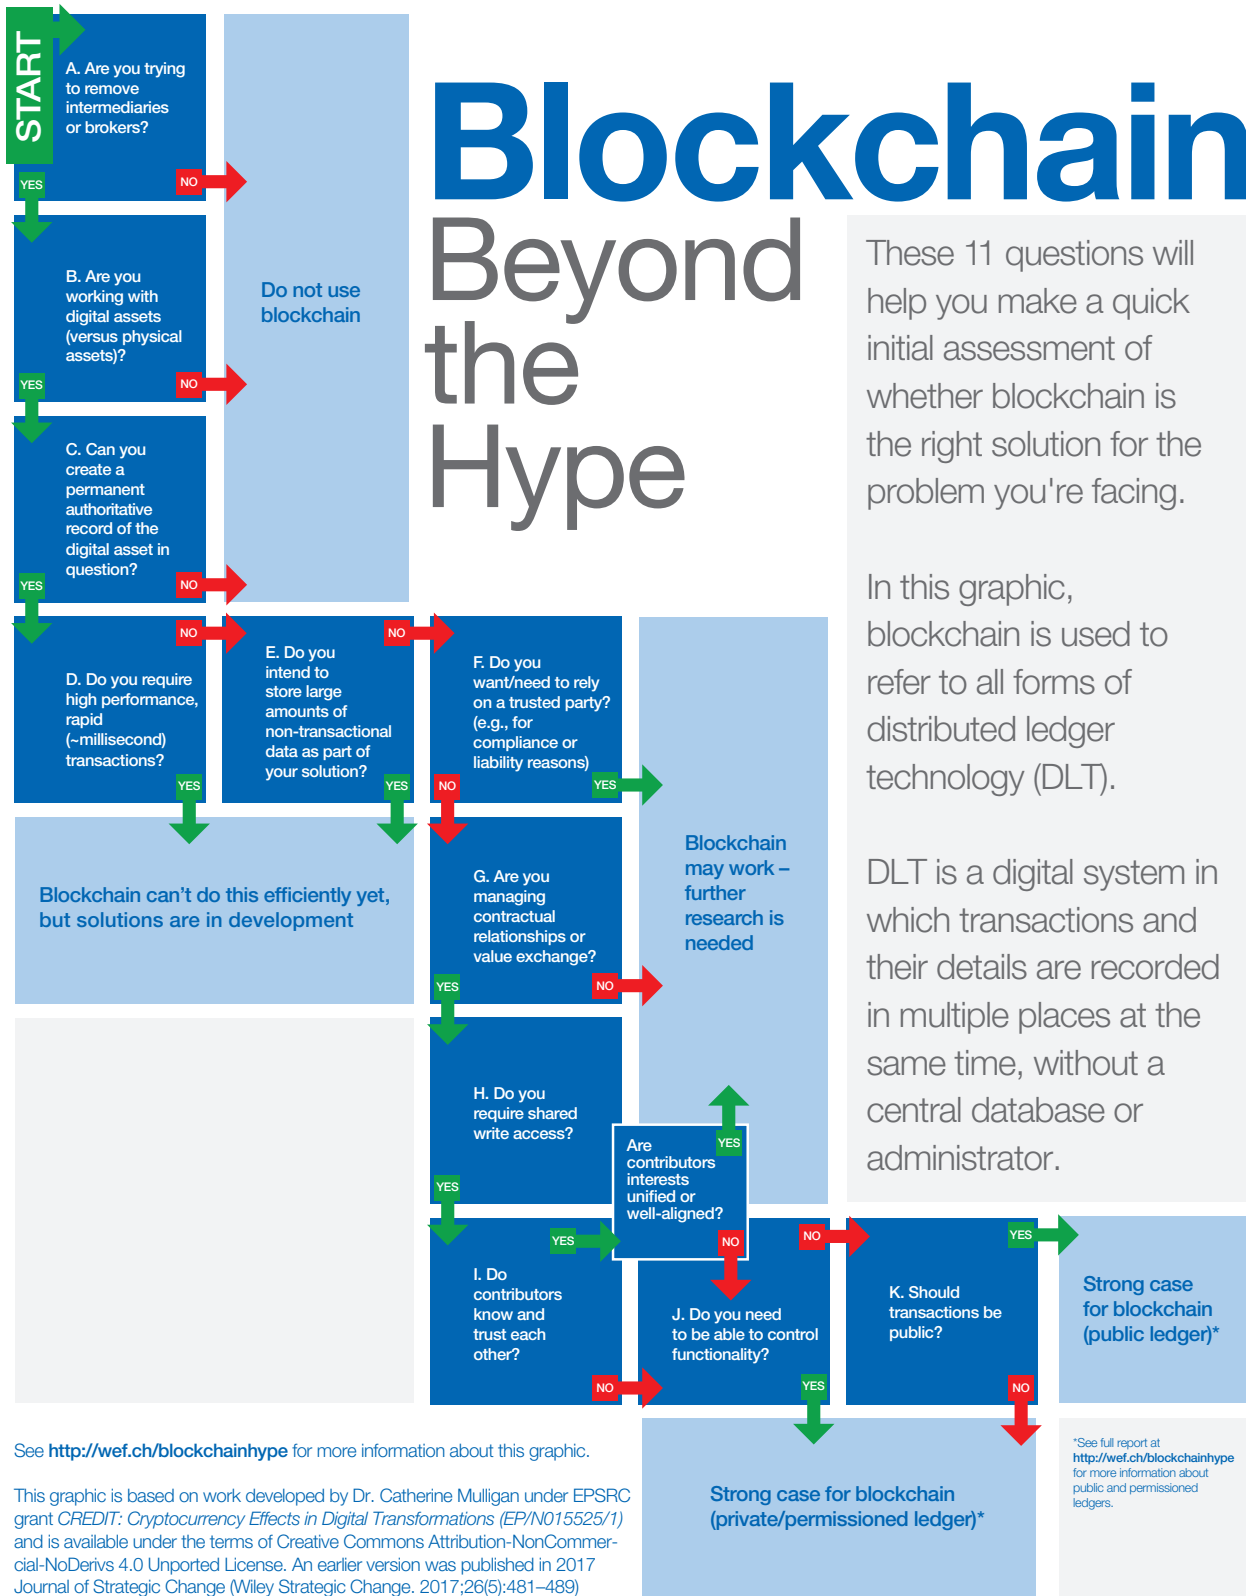 START
A. Are you trying
to remove
intermediaries
or brokers?
YES
NO
B. Are you
working with
digital assets
(versus physical
assets)?
YES
NO
C. Can you
create a
permanent
authoritative
record of the
digital asset in
question?
YES
NO
Do not use
blockchain
Blockchain
Beyond
the
Hype
These 11 questions will
help you make a quick
initial assessment of
whether blockchain is
the right solution for the
problem you're facing.
In this graphic,
blockchain is used to
refer to all forms of
distributed ledger
technology (DLT).
DLT is a digital system in
which transactions and
their details are recorded
in multiple places at the
same time, without a
central database or
administrator.
NO
D. Do you require
high performance,
rapid
(~millisecond)
transactions?
YES
NO
E. Do you
intend to
store large
amounts of
non-transactional
data as part of
your solution?
YES
F. Do you
want/need to rely
on a trusted party?
(e.g., for
compliance or
liability reasons)
NO
YES
Blockchain can’t do this efficiently yet,
but solutions are in development
G. Are you
managing
contractual
relationships or
value exchange?
YES
NO
Blockchain
may work –
further
research is
needed
H. Do you
require shared
write access?
YES
Are
contributors
interests
unified or
well-aligned?
YES
NO
YES
I. Do
contributors
know and
trust each
other?
NO
NO
J. Do you need
to be able to control
functionality?
YES
YES
K. Should
transactions be
public?
NO
Strong case
for blockchain
(public ledger)*
Strong case for blockchain
(private/permissioned ledger)*
*See full report at
http://wef.ch/blockchainhype
for more information about
public and permissioned
ledgers.
See http://wef.ch/blockchainhype for more information about this graphic.
This graphic is based on work developed by Dr. Catherine Mulligan under EPSRC
grant CREDIT: Cryptocurrency Effects in Digital Transformations (EP/N015525/1)
and is available under the terms of Creative Commons Attribution-NonCommer-
cial-NoDerivs 4.0 Unported License. An earlier version was published in 2017
Journal of Strategic Change (Wiley Strategic Change. 2017;26(5):481–489)